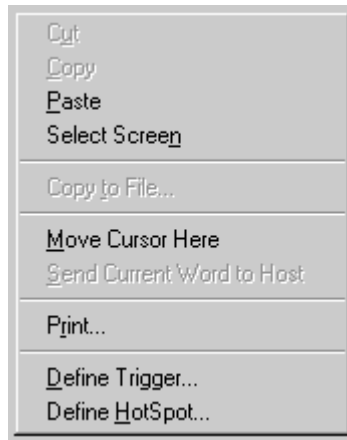 Cut
Copy
Paste
Select Screen
Copy to File...
Move Cursor Here
Send Current Word to Host
Print...
Define Trigger...
Define HotSpot...